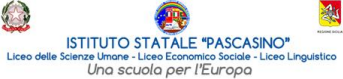 ISTITUTO STATALE "PASCASINO"
Liceo delle Scienze Umane - Liceo Economico Sociale - Liceo Linguistico
Una scuola per l'Europa
REGIONE SICILIA